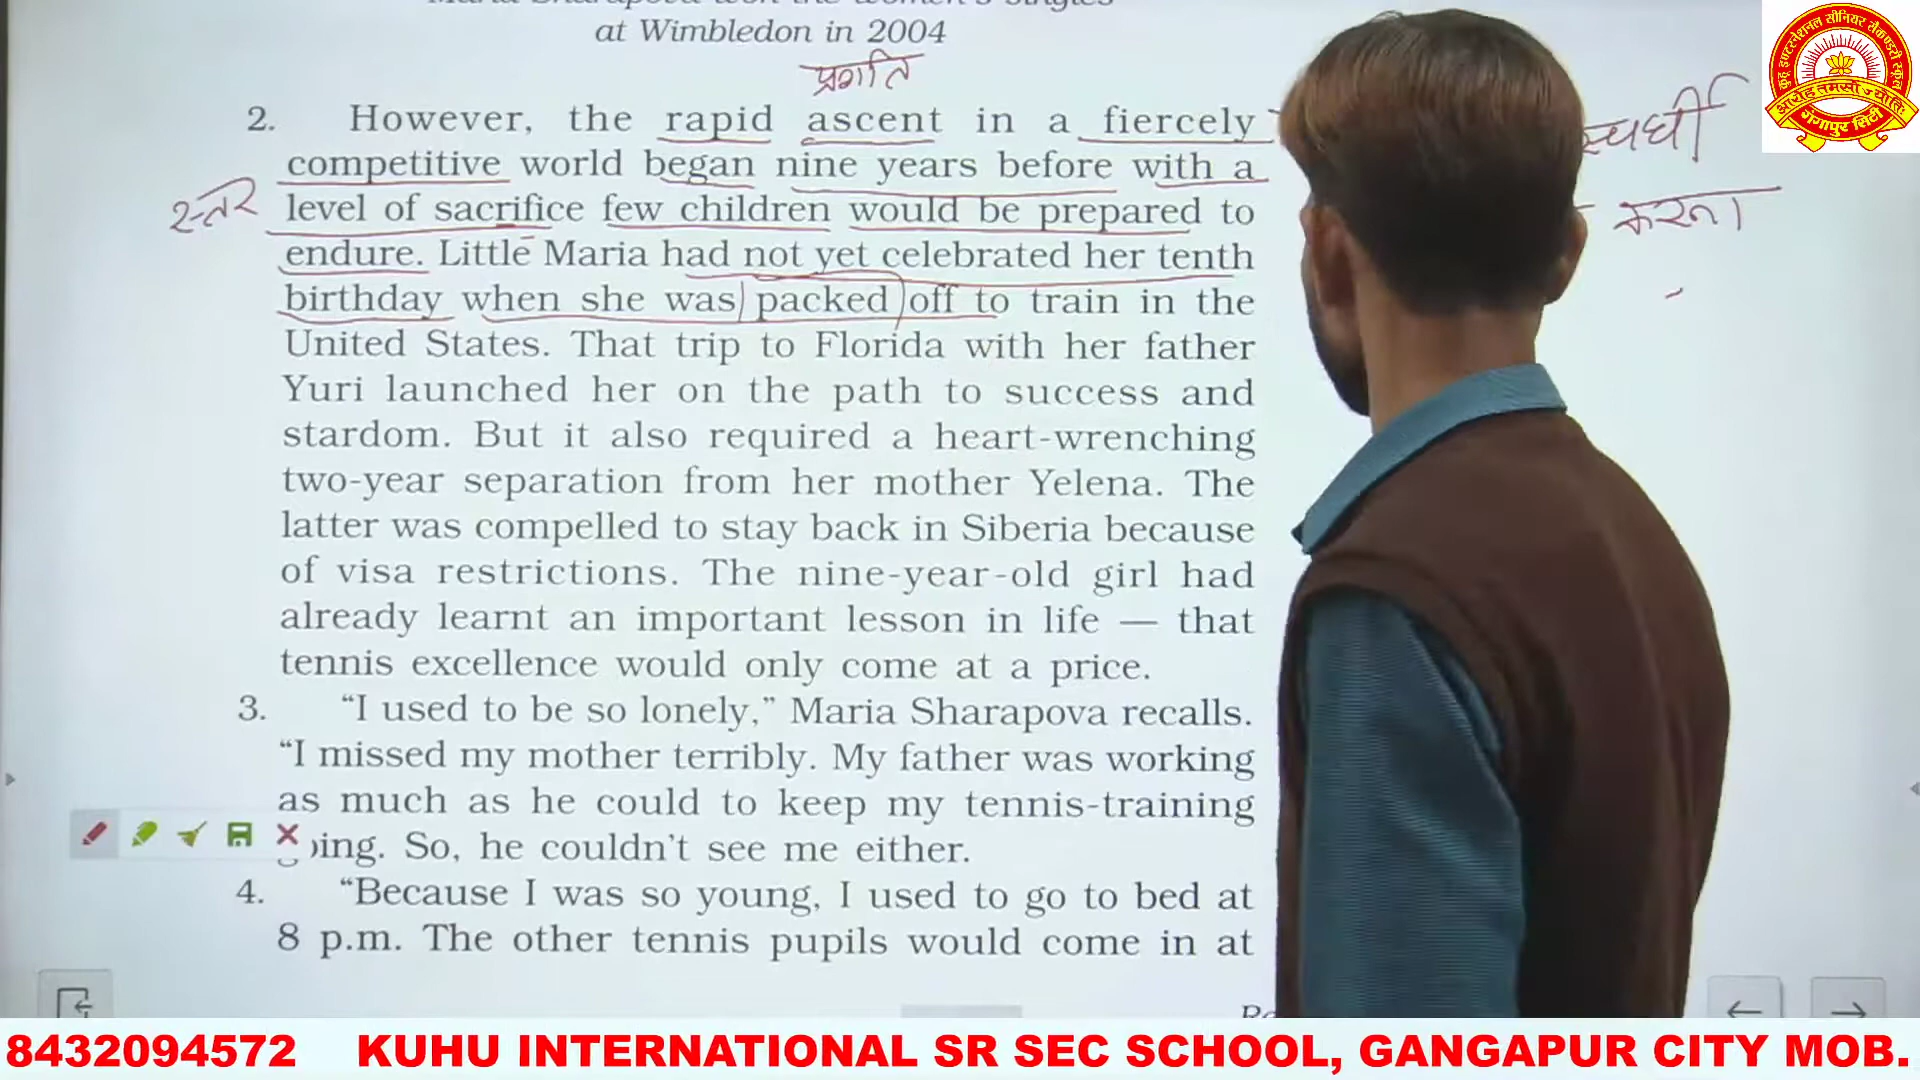 at Wimbledon in 2004
प्रगति
2. However, the rapid ascent in a fiercely
competitive world began nine years before with a
स्तर
level of sacrifice few children would be prepared to
करना
endure. Little Maria had not yet celebrated her tenth
birthday when she was packed off to train in the
United States. That trip to Florida with her father
Yuri launched her on the path to success and
stardom. But it also required a heart-wrenching
two-year separation from her mother Yelena. The
latter was compelled to stay back in Siberia because
of visa restrictions. The nine-year-old girl had
already learnt an important lesson in life — that
tennis excellence would only come at a price.
3. “I used to be so lonely,” Maria Sharapova recalls.
“I missed my mother terribly. My father was working
as much as he could to keep my tennis-training
So, he couldn’t see me either.
4. “Because I was so young, I used to go to bed at
8 p.m. The other tennis pupils would come in at
कुहू इण्टरनेशनल सीनियर सैकण्डरी स्कूल
आरोह तमसो ज्योतिः
गंगापुर सिटी
8432094572 KUHU INTERNATIONAL SR SEC SCHOOL, GANGAPUR CITY MOB.